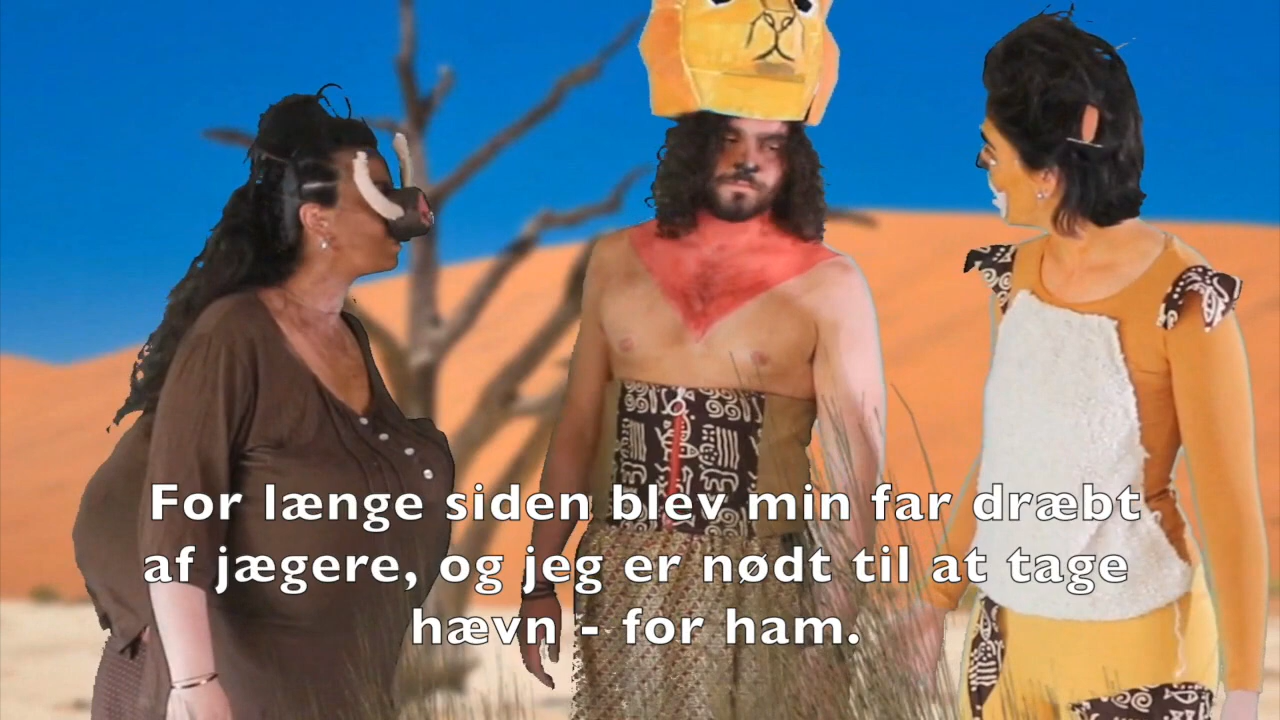 For længe siden blev min far dræbt
af jægere, og jeg er nødt til at tage
hævn - for ham.